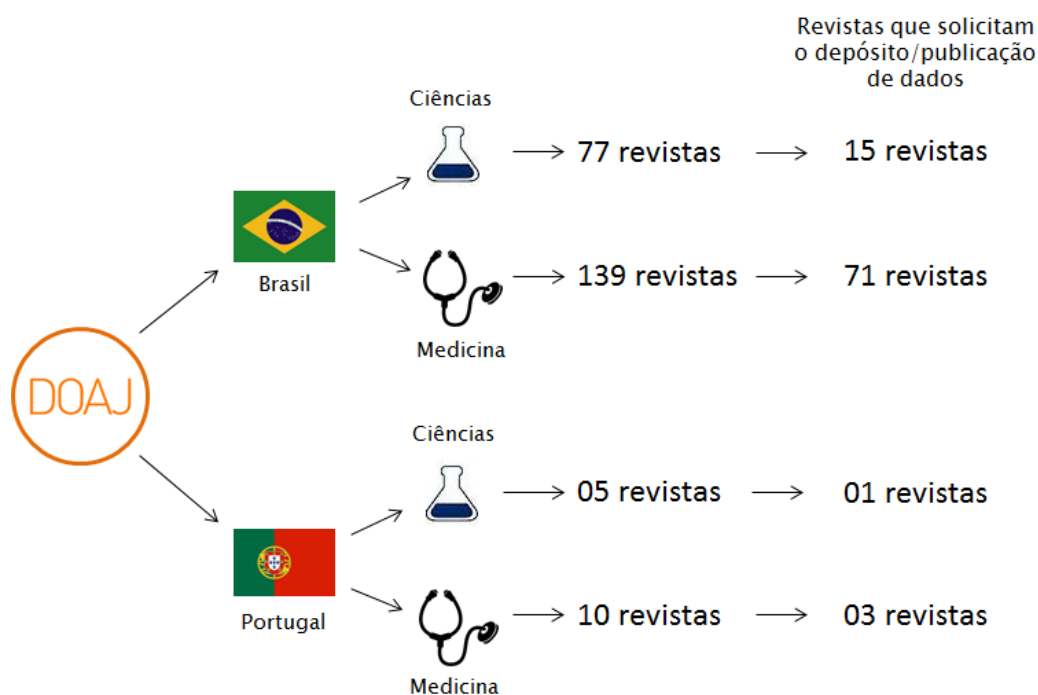 Revistas que solicitam
o depósito/publicação
de dados
Ciências
77 revistas
15 revistas
Brasil
139 revistas
71 revistas
Medicina
DOAJ
Ciências
05 revistas
01 revistas
Portugal
10 revistas
03 revistas
Medicina